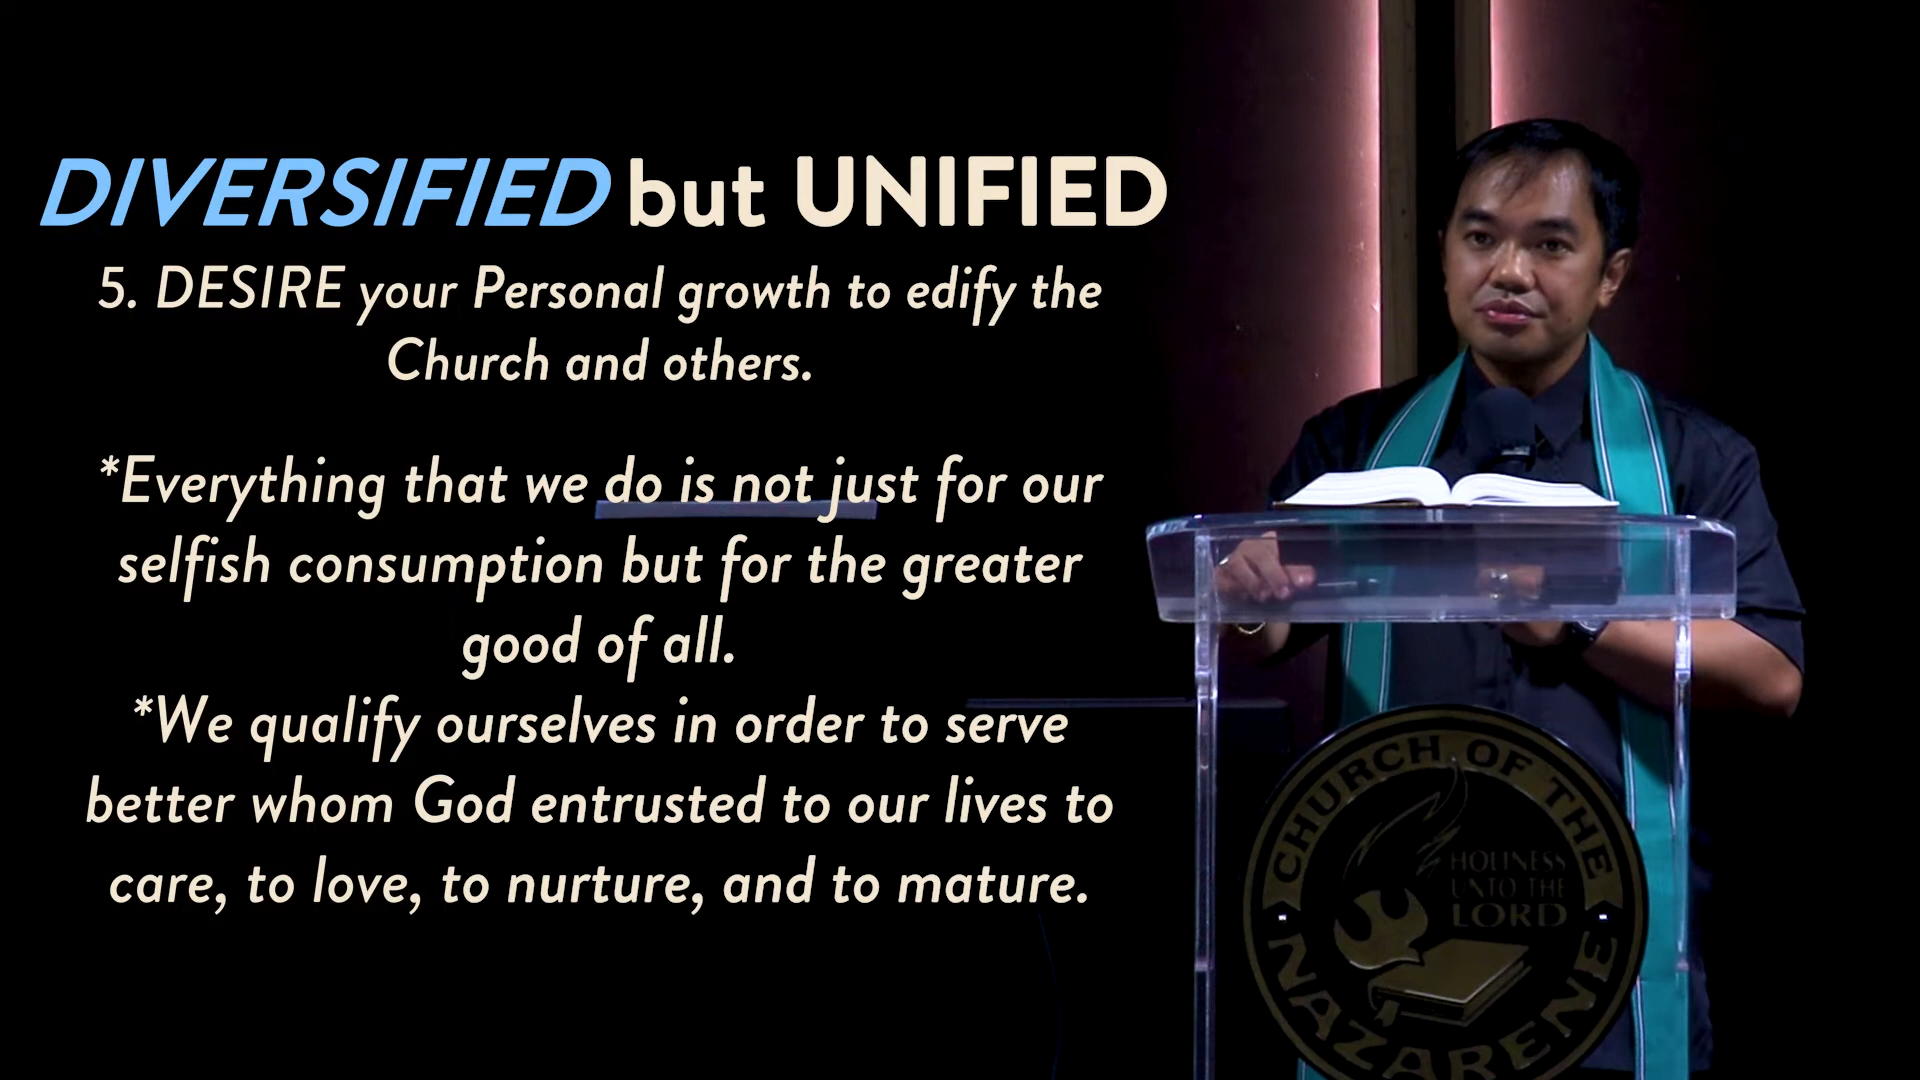 DIVERSIFIED but UNIFIED
5. DESIRE your Personal growth to edify the
Church and others.
*Everything that we do is not just for our
selfish consumption but for the greater
good of all.
*We qualify ourselves in order to serve
better whom God entrusted to our lives to
care, to love, to nurture, and to mature.
CHURCH OF THE
HOLINESS
UNTO THE
LORD
NAZARENE